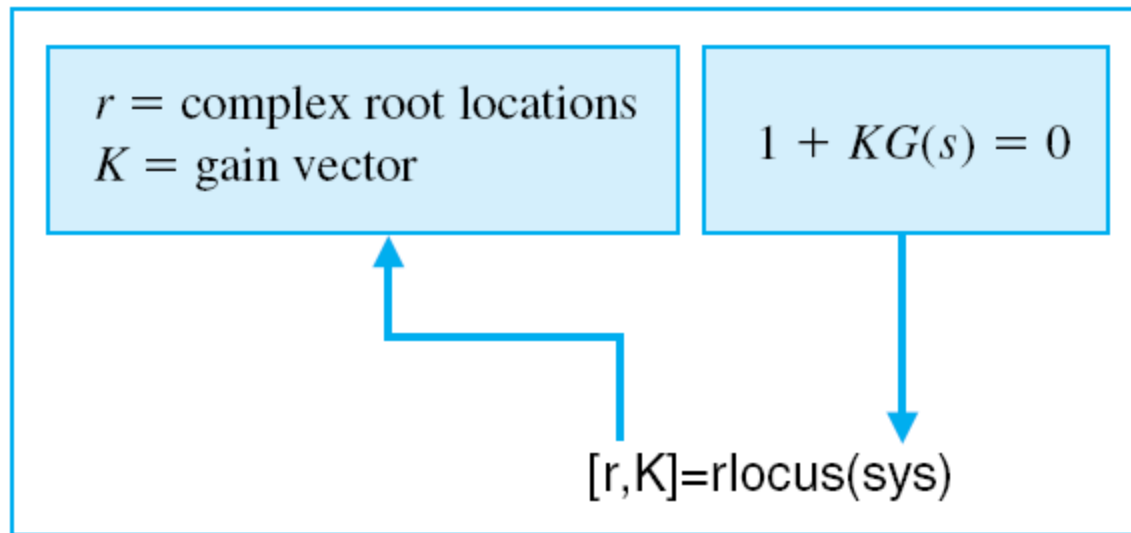 r = complex root locations
K = gain vector
1 + KG(s) = 0
[r,K]=rlocus(sys)